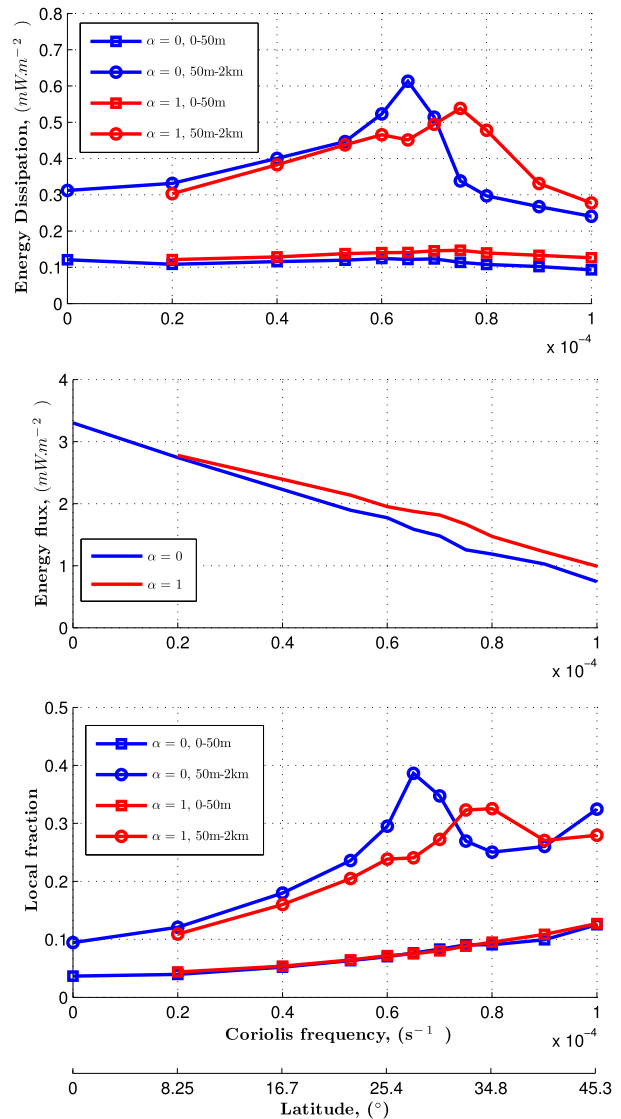 0.8
0.7
0.6
0.5
0.4
0.3
0.2
0.1
0
Energy Dissipation, (mW.m⁻² )
α = 0, 0-50m
α = 0, 50m-2km
α = 1, 0-50m
α = 1, 50m-2km
0 0.2 0.4 0.6 0.8 1
x 10⁻⁴
4
3
2
1
0
Energy flux, (mW.m⁻² )
α = 0
α = 1
0 0.2 0.4 0.6 0.8 1
x 10⁻⁴
0.5
0.4
0.3
0.2
0.1
0
Local fraction
α = 0, 0-50m
α = 0, 50m-2km
α = 1, 0-50m
α = 1, 50m-2km
0 0.2 0.4 0.6 0.8 1
Coriolis frequency, (s⁻¹ )
x 10⁻⁴
0 8.25 16.7 25.4 34.8 45.3
Latitude, (°)